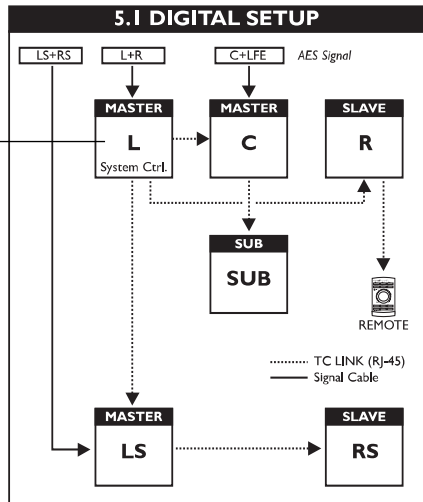 5.1 DIGITAL SETUP
LS+RS
L+R
C+LFE
AES Signal
MASTER
L
System Ctrl.
MASTER
C
SLAVE
R
SUB
SUB
REMOTE
TC LINK (RJ-45)
Signal Cable
MASTER
LS
SLAVE
RS